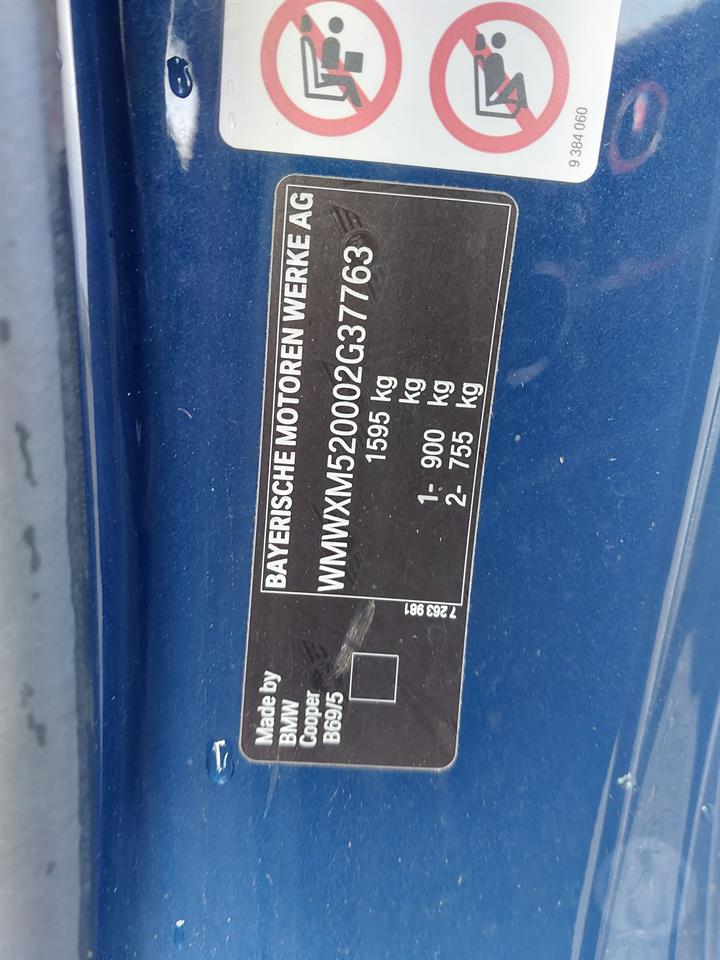 9 384 060
BAYERISCHE MOTOREN WERKE AG
WMWXM520002G37763
1595 kg
kg
1- 900 kg
2- 755 kg
7 263 981
Made by
BMW
Cooper
B69/5